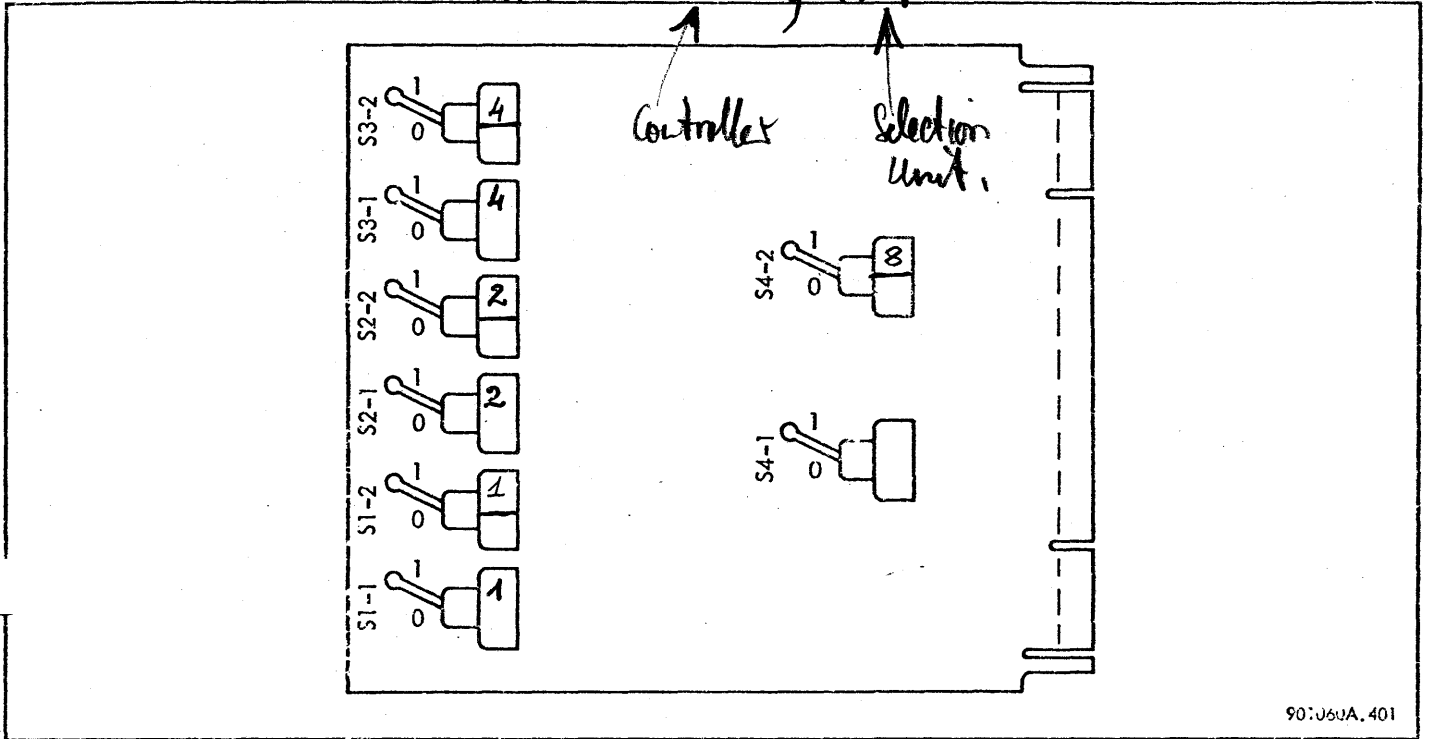 Controller
Selection
Unit.
S3-2 1 0 4
S3-1 1 0 4
S2-2 1 0 2
S2-1 1 0 2
S1-2 1 0 1
S1-1 1 0 1
S4-2 1 0 8
S4-1 1 0